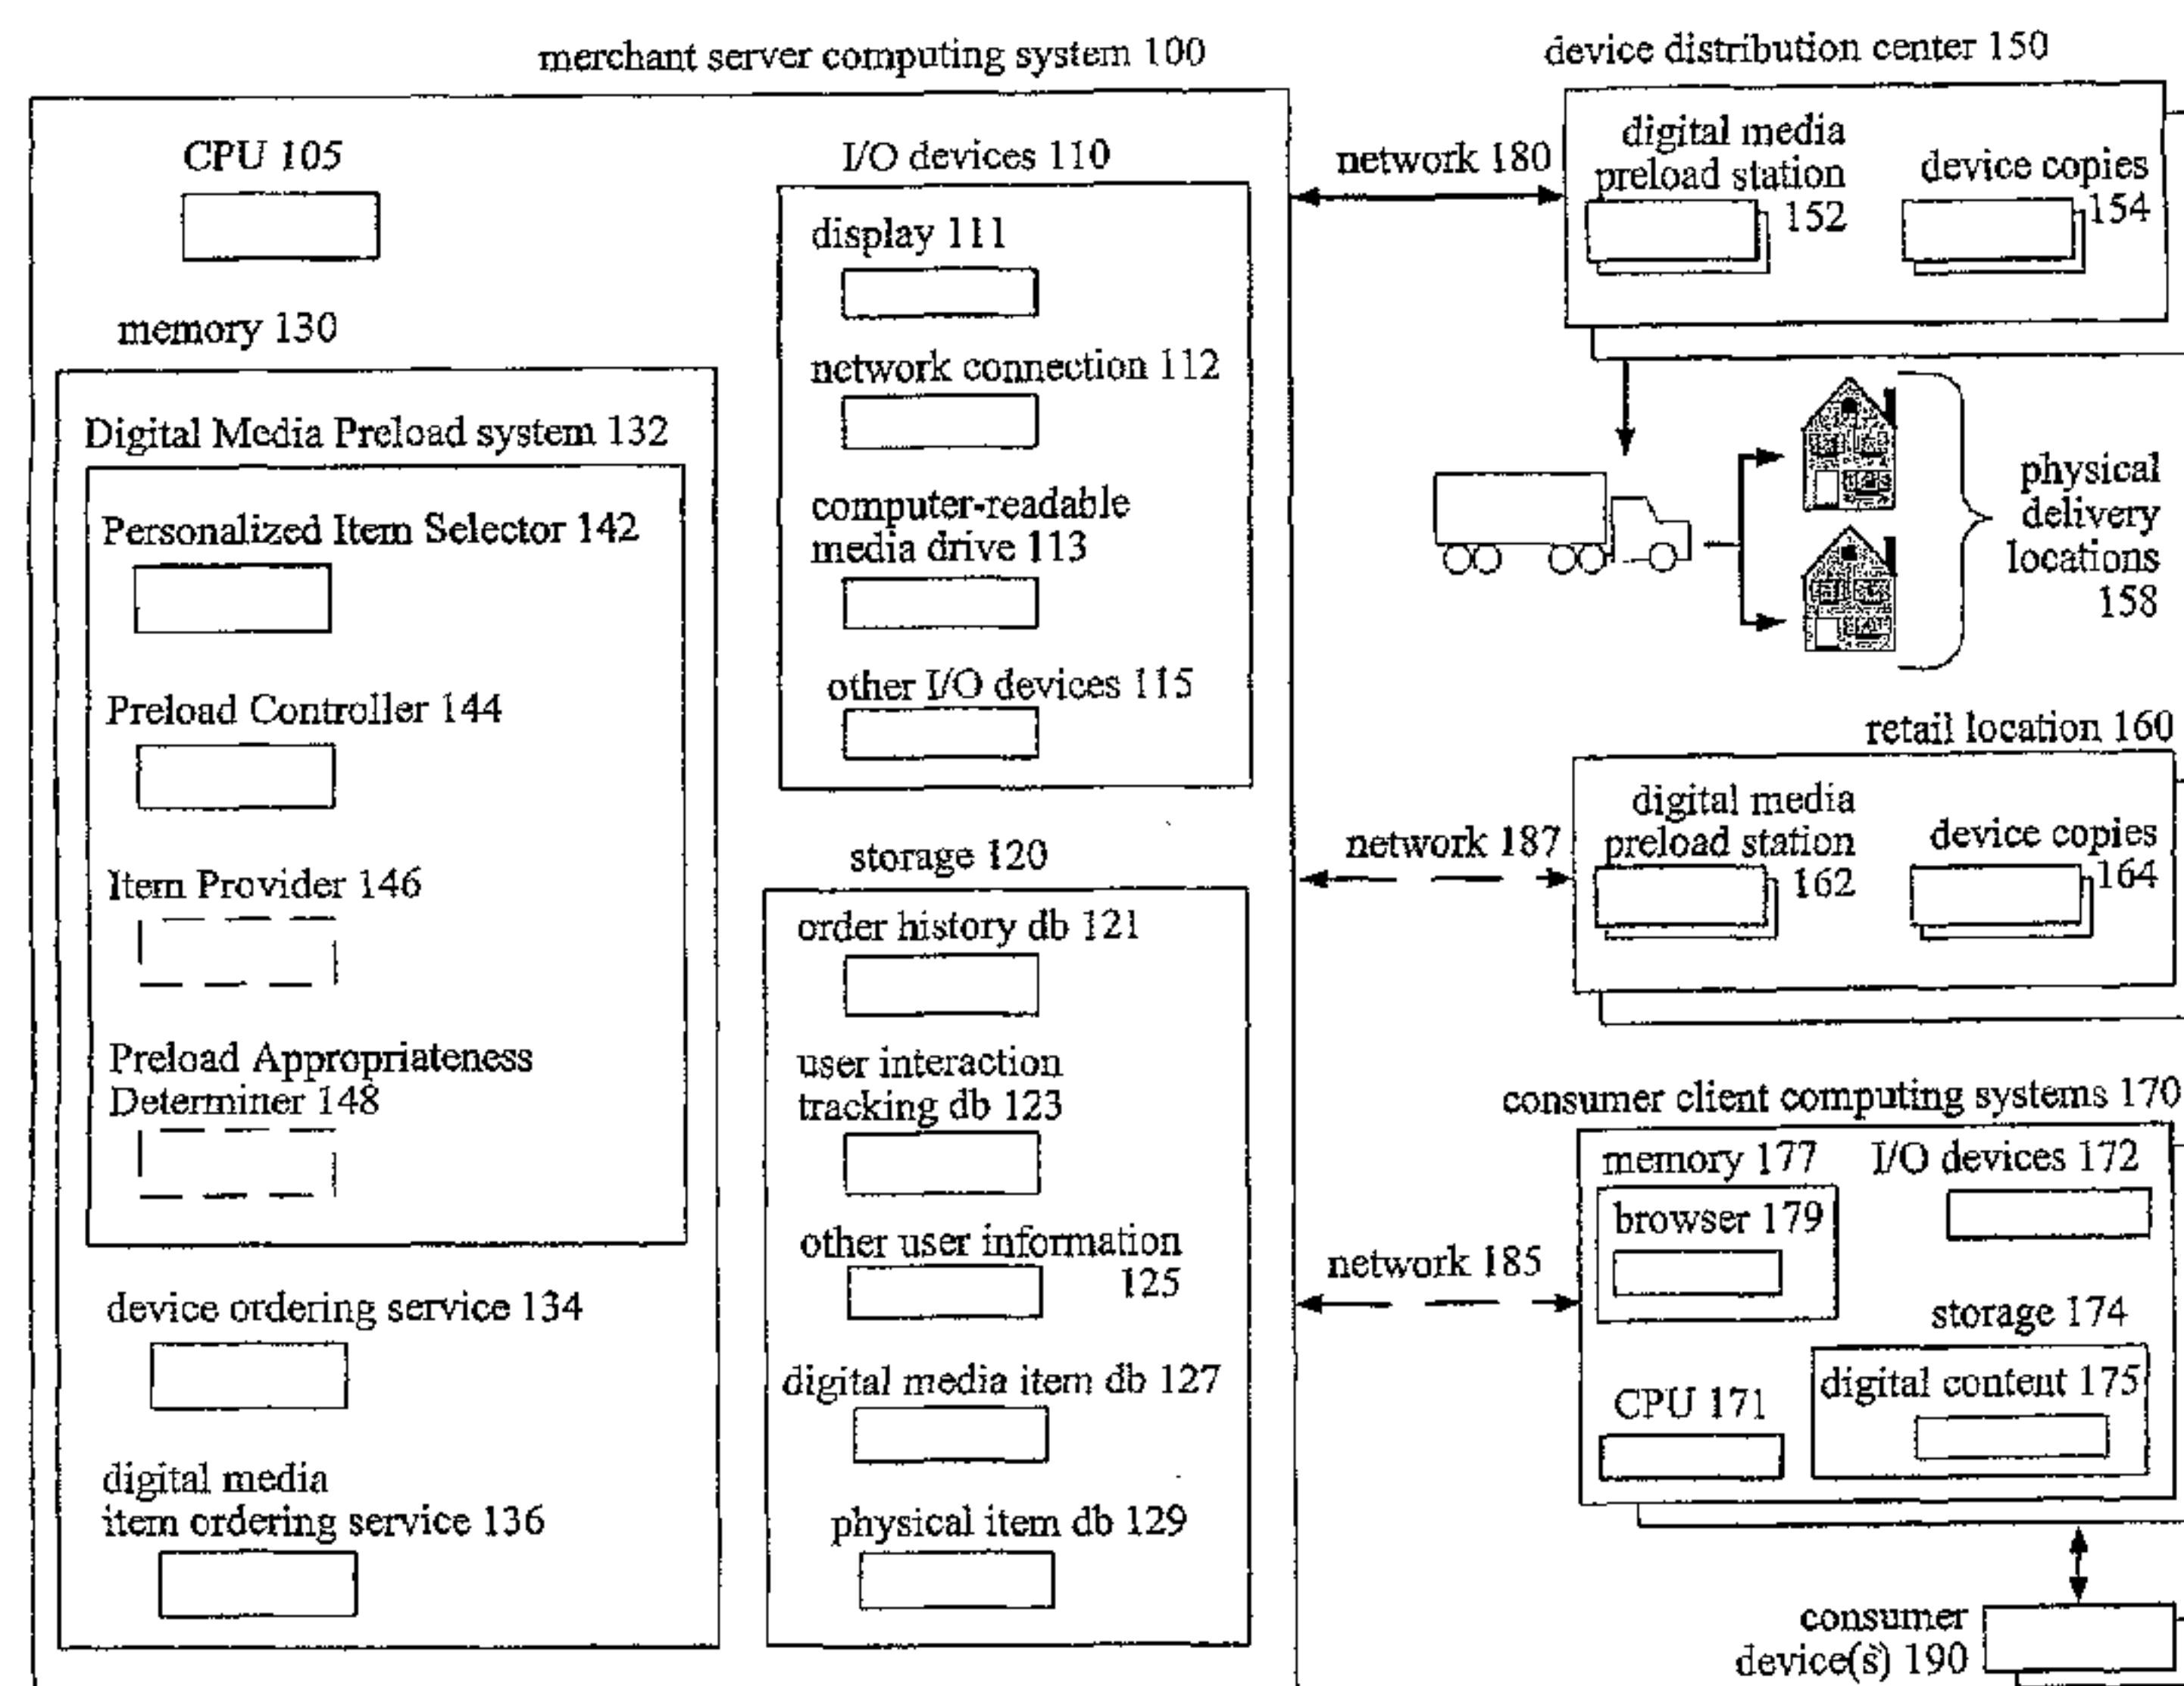 merchant server computing system 100
CPU 105
memory 130
Digital Media Preload system 132
Personalized Item Selector 142
Preload Controller 144
Item Provider 146
Preload Appropriateness
Determiner 148
device ordering service 134
digital media
item ordering service 136
I/O devices 110
display 111
network connection 112
computer-readable
media drive 113
other I/O devices 115
storage 120
order history db 121
user interaction
tracking db 123
other user information
125
digital media item db 127
physical item db 129
network 180
network 187
network 185
device distribution center 150
digital media
preload station
152
device copies
154
physical
delivery
locations
158
retail location 160
digital media
preload station
162
device copies
164
consumer client computing systems 170
memory 177
browser 179
I/O devices 172
storage 174
digital content 175
CPU 171
consumer
device(s) 190